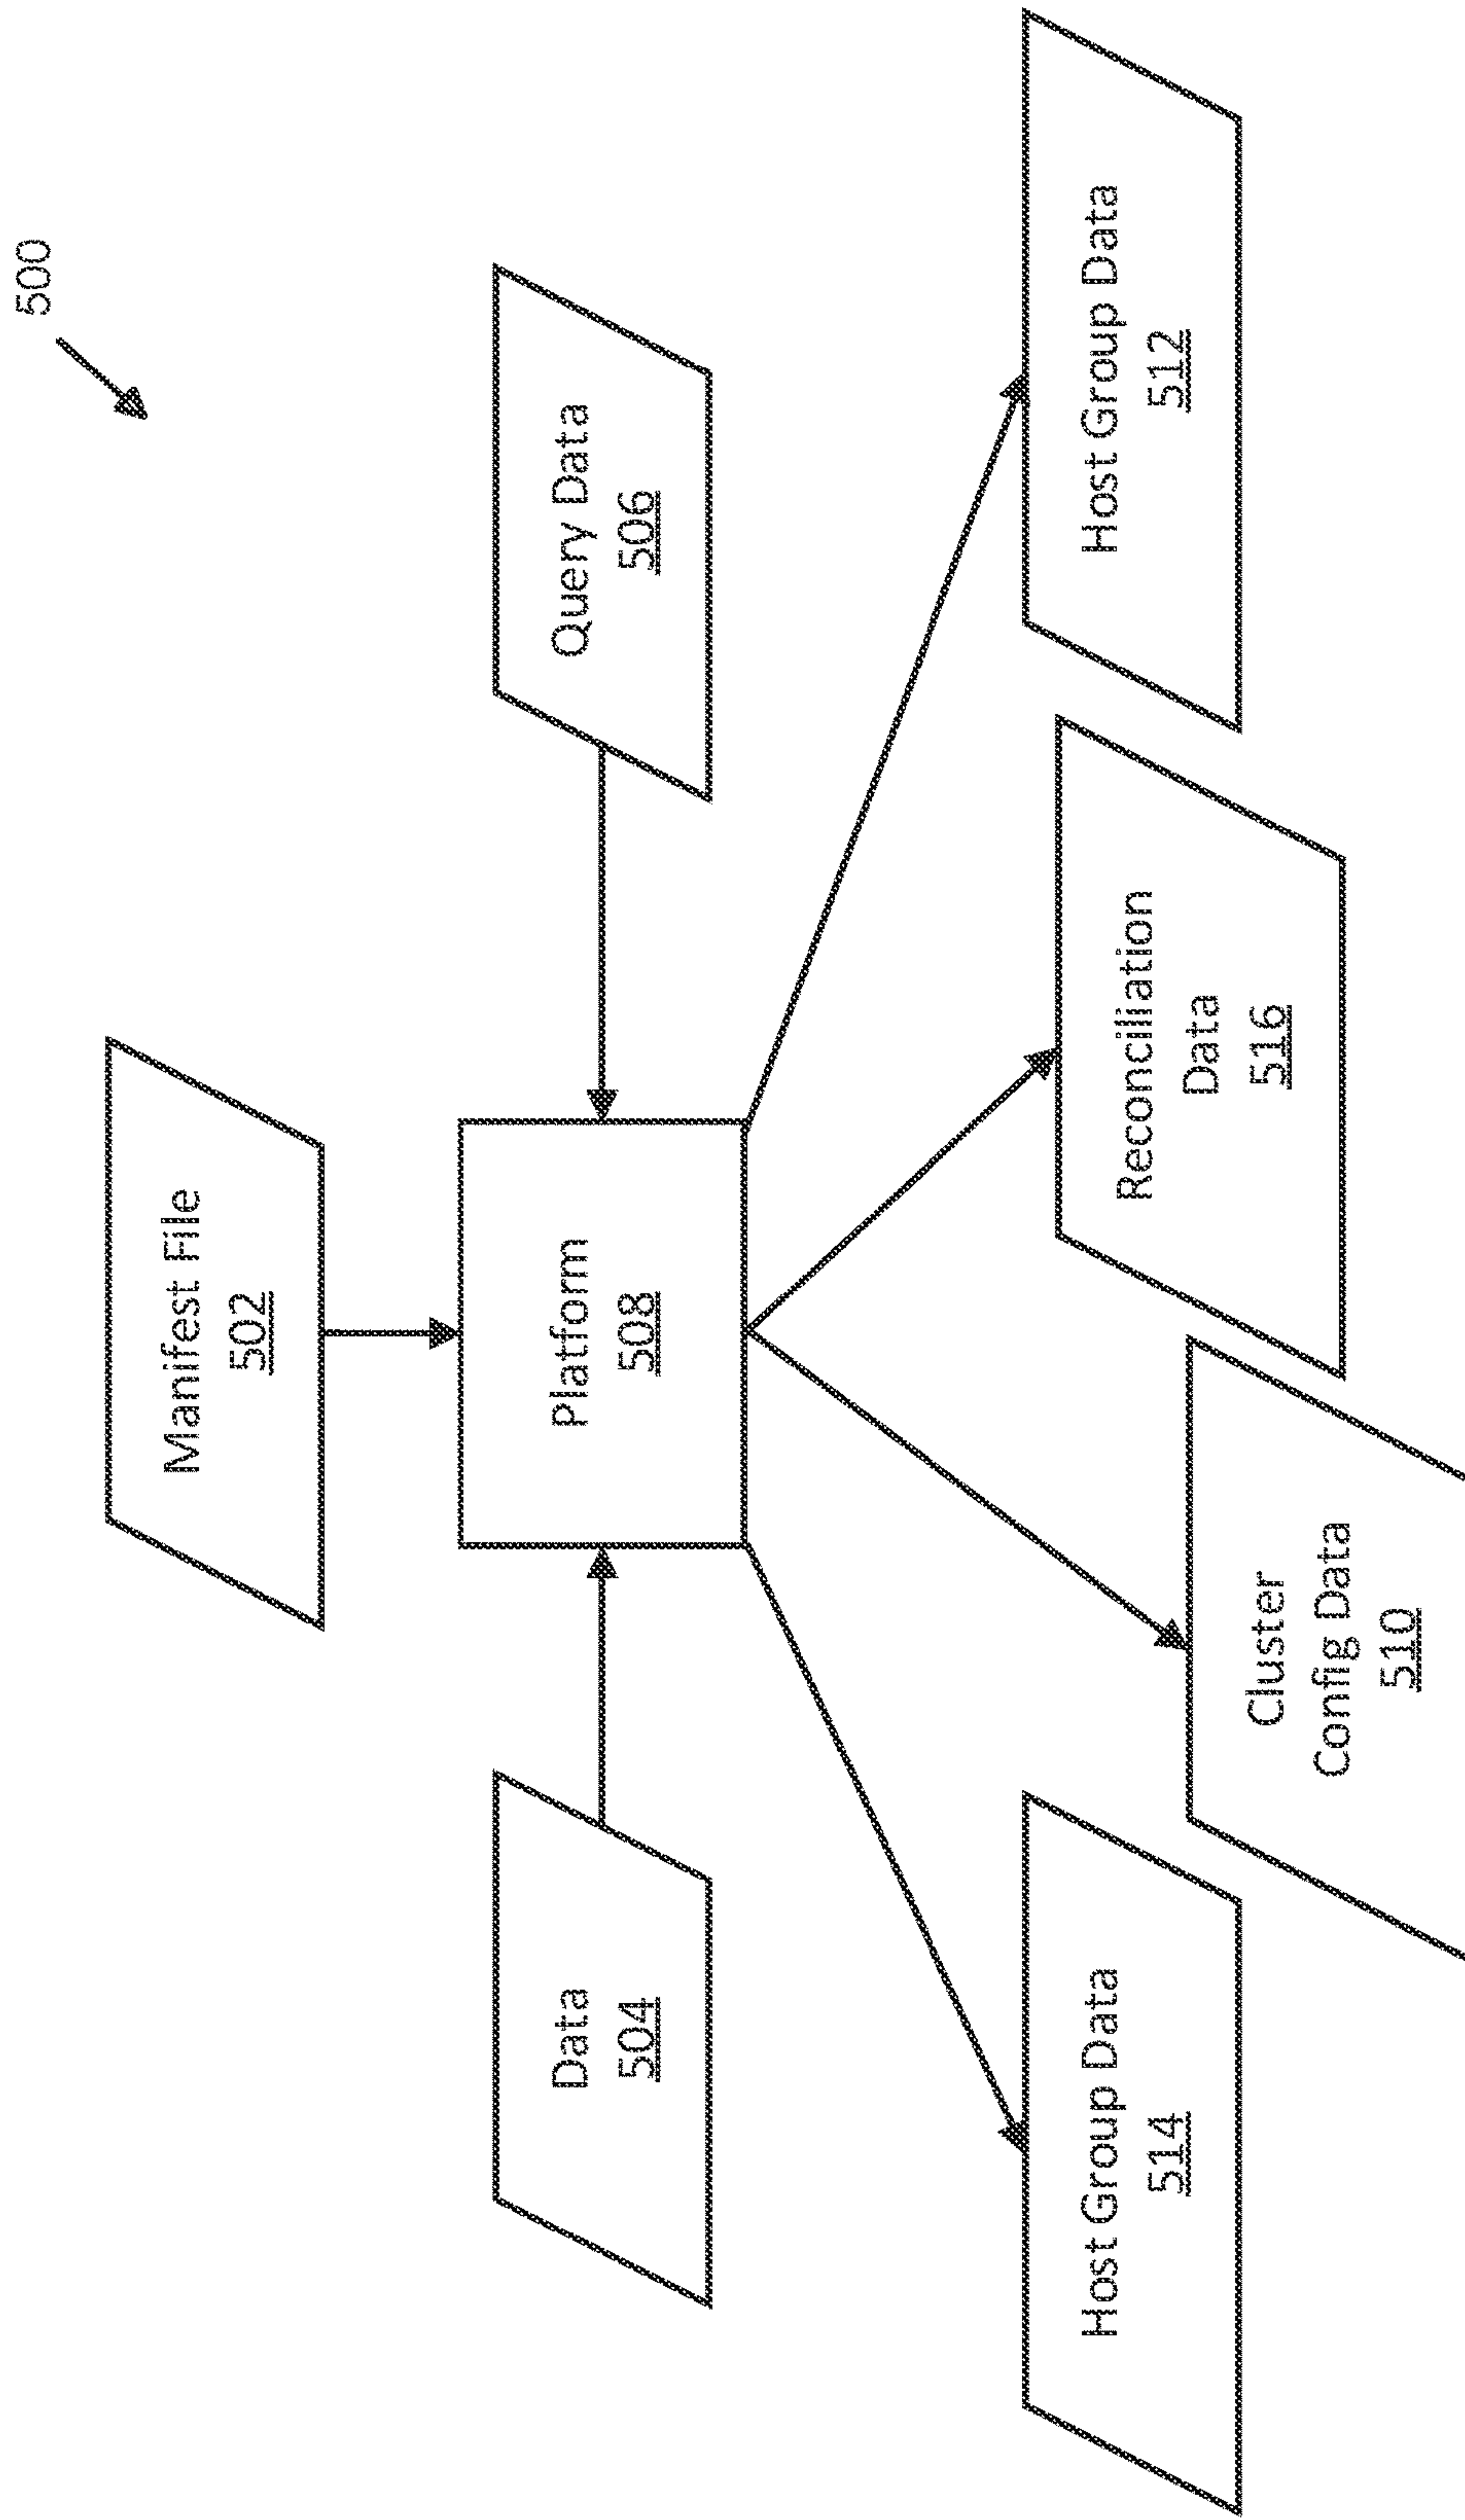 500
Manifest File
502
Data
504
Platform
508
Query Data
506
Host Group Data
514
Cluster
Config Data
510
Reconciliation
Data
516
Host Group Data
512